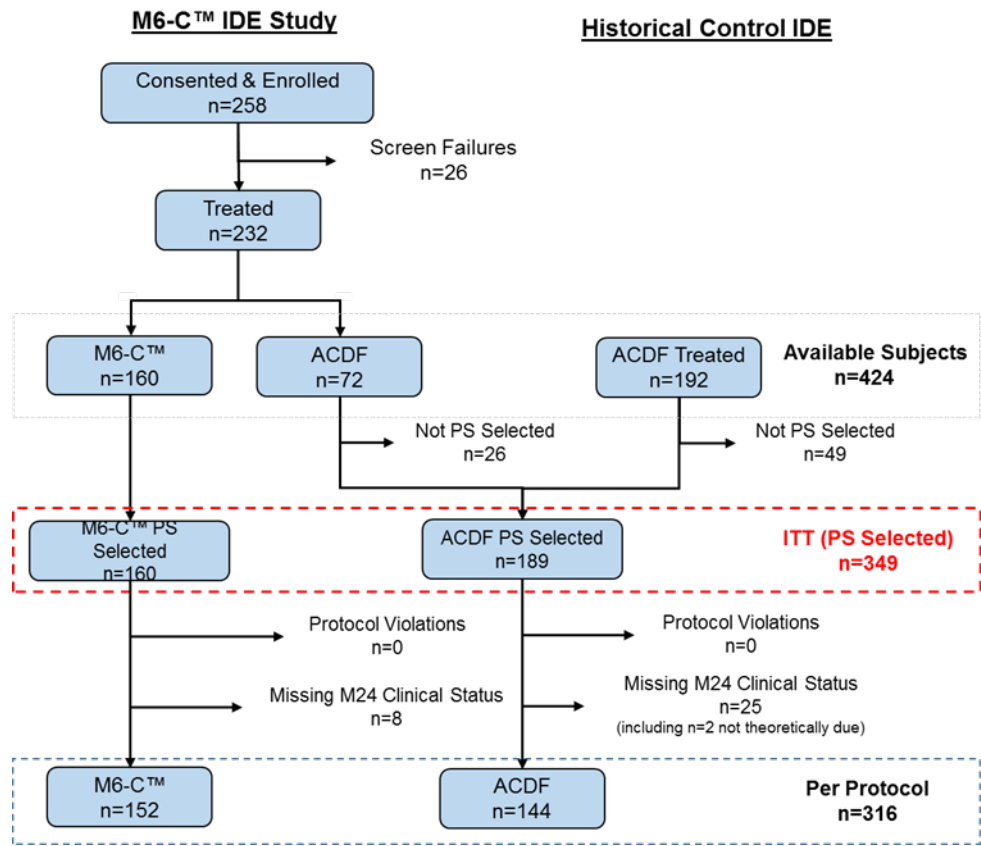 M6-C™ IDE Study
Historical Control IDE
Consented & Enrolled
n=258
Screen Failures
n=26
Treated
n=232
M6-C™
n=160
ACDF
n=72
ACDF Treated
n=192
Available Subjects
n=424
Not PS Selected
n=26
Not PS Selected
n=49
M6-C™ PS
Selected
n=160
ACDF PS Selected
n=189
ITT (PS Selected)
n=349
Protocol Violations
n=0
Protocol Violations
n=0
Missing M24 Clinical Status
n=8
Missing M24 Clinical Status
n=25
(including n=2 not theoretically due)
M6-C™
n=152
ACDF
n=144
Per Protocol
n=316